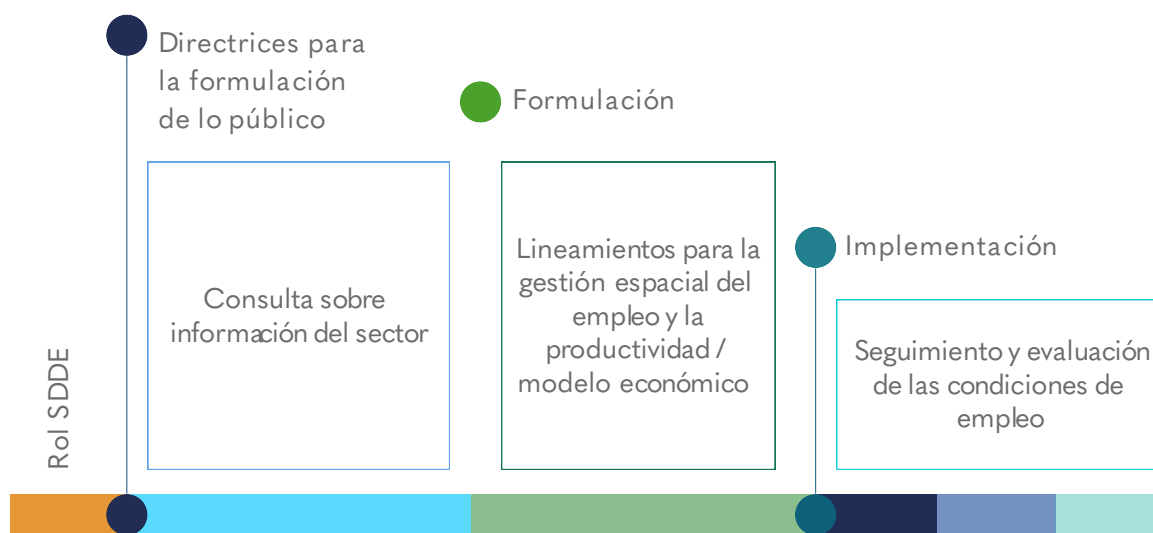 Directrices para
la formulación
de lo público
Formulación
Implementación
Rol SDDE
Consulta sobre
información del sector
Lineamientos para la
gestión espacial del
empleo y la
productividad /
modelo económico
Seguimiento y evaluación
de las condiciones de
empleo